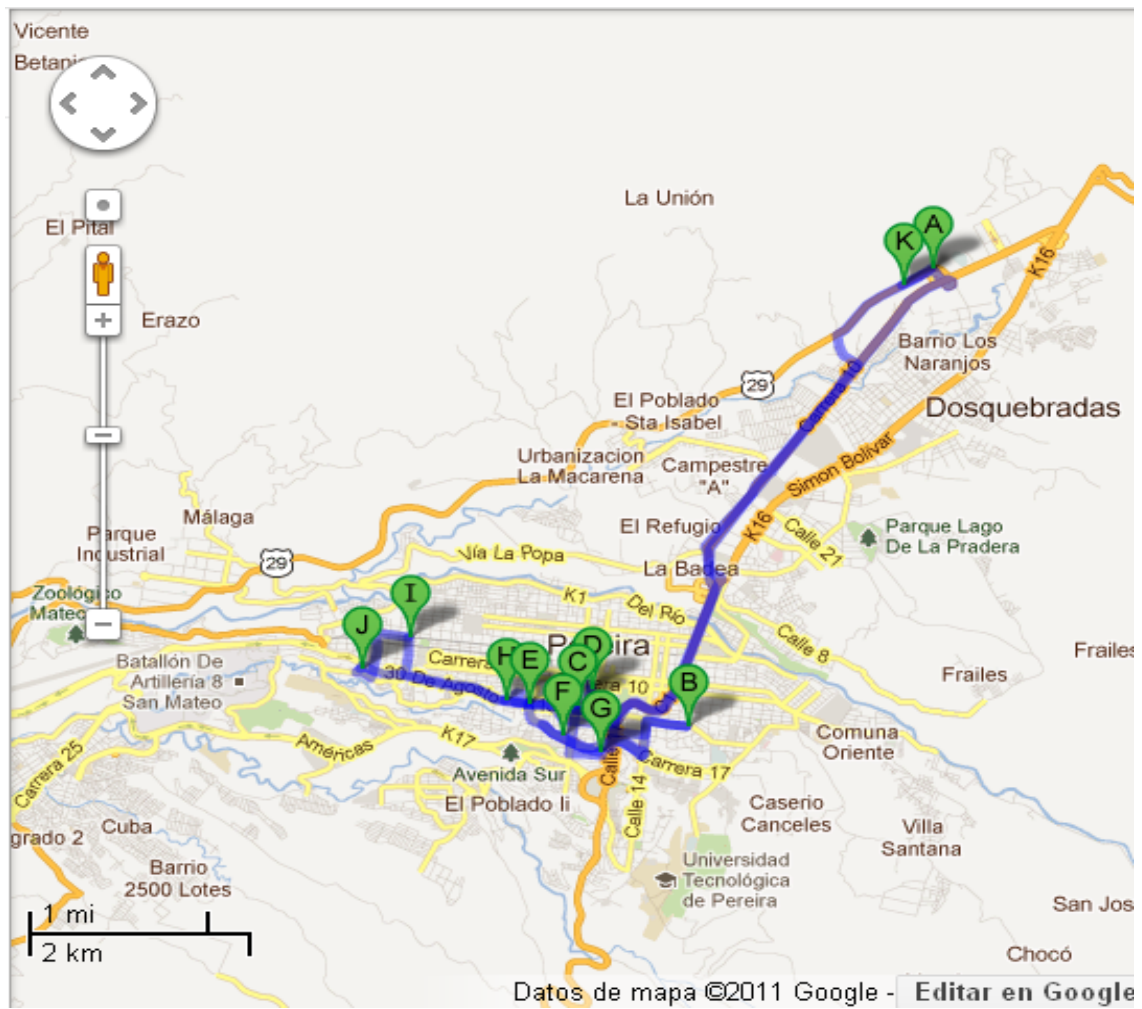 Vicente
Betania
La Unión
El Pital
K
A
K16
Erazo
Barrio Los
Naranjos
29
Carrera 10
El Poblado
Sta Isabel
Dosquebradas
Urbanizacion
La Macarena
Campestre
"A"
Simon Bolívar
Málaga
K16
El Refugio
Calle 21
Parque Lago
De La Pradera
Parque
Industrial
29
Vía La Popa
La Badea
Zoológico
I
K1
Del Río
Calle 8
J
H
E
C
D
Frailes
Frailes
Batallón De
Artillería 8
San Mateo
Carrera
30 De Agosto
F
G
B
Américas
K17
Carrera 17
Comuna
Oriente
Carrera 25
Avenida Sur
El Poblado Ii
Calle 14
Caserio
Canceles
Cuba
grado 2
Villa
Santana
Barrio
2500 Lotes
Universidad
Tecnológica
de Pereira
San Jos
1 mi
2 km
Chocó
Datos de mapa ©2011 Google - Editar en Google